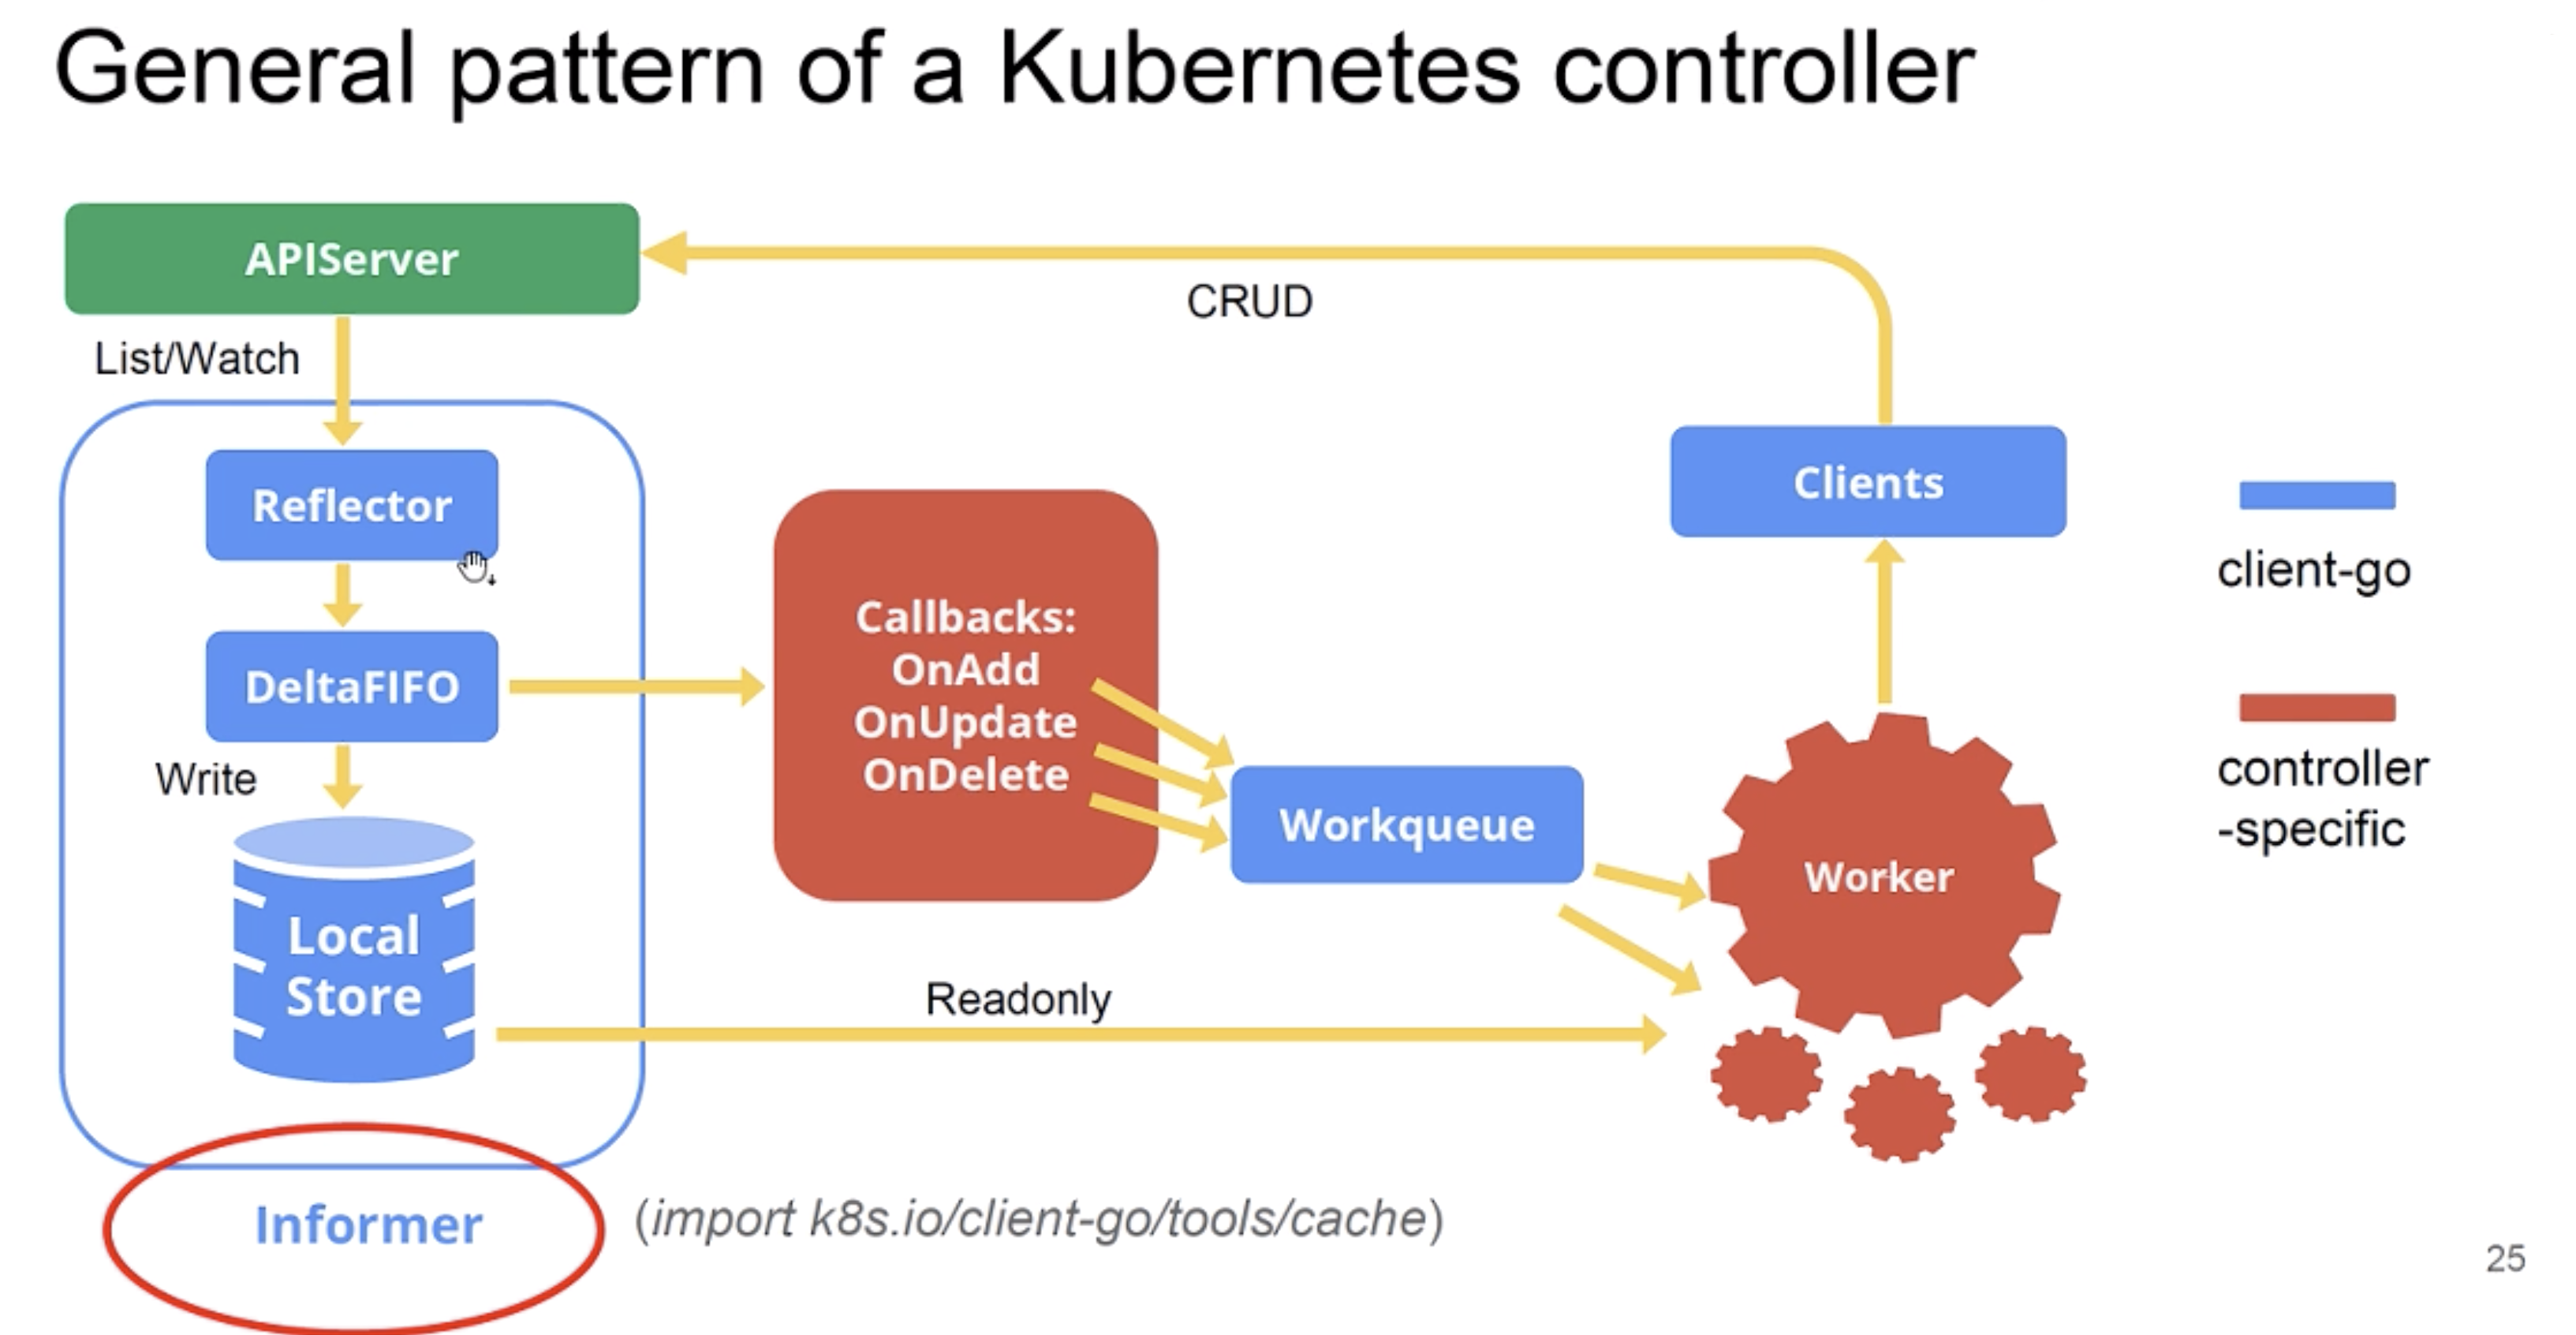 General pattern of a Kubernetes controller
APIServer
CRUD
List/Watch
Reflector
DeltaFIFO
Write
Local
Store
Informer
(import k8s.io/client-go/tools/cache)
Callbacks:
OnAdd
OnUpdate
OnDelete
Workqueue
Readonly
Clients
Worker
client-go
controller
-specific
25